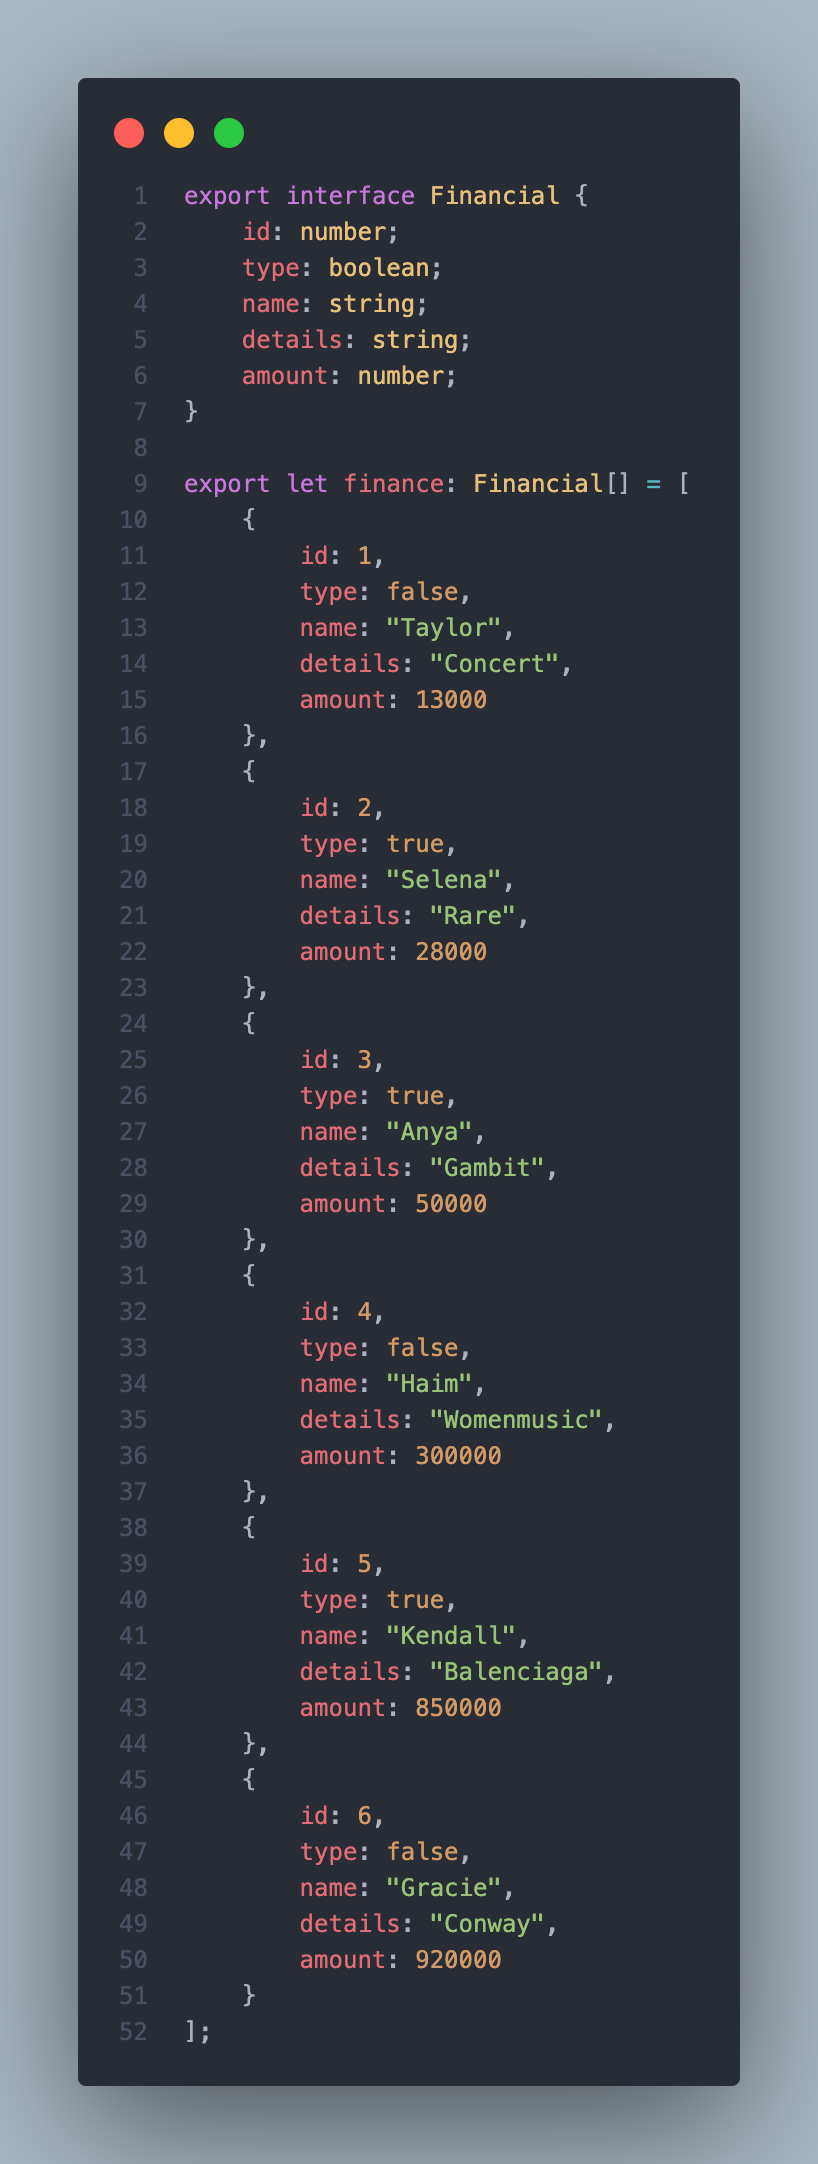 1 export interface Financial {
2     id: number;
3     type: boolean;
4     name: string;
5     details: string;
6     amount: number;
7 }
8
9 export let finance: Financial[] = [
10     {
11         id: 1,
12         type: false,
13         name: "Taylor",
14         details: "Concert",
15         amount: 13000
16     },
17     {
18         id: 2,
19         type: true,
20         name: "Selena",
21         details: "Rare",
22         amount: 28000
23     },
24     {
25         id: 3,
26         type: true,
27         name: "Anya",
28         details: "Gambit",
29         amount: 50000
30     },
31     {
32         id: 4,
33         type: false,
34         name: "Haim",
35         details: "Womenmusic",
36         amount: 300000
37     },
38     {
39         id: 5,
40         type: true,
41         name: "Kendall",
42         details: "Balenciaga",
43         amount: 850000
44     },
45     {
46         id: 6,
47         type: false,
48         name: "Gracie",
49         details: "Conway",
50         amount: 920000
51     }
52 ];